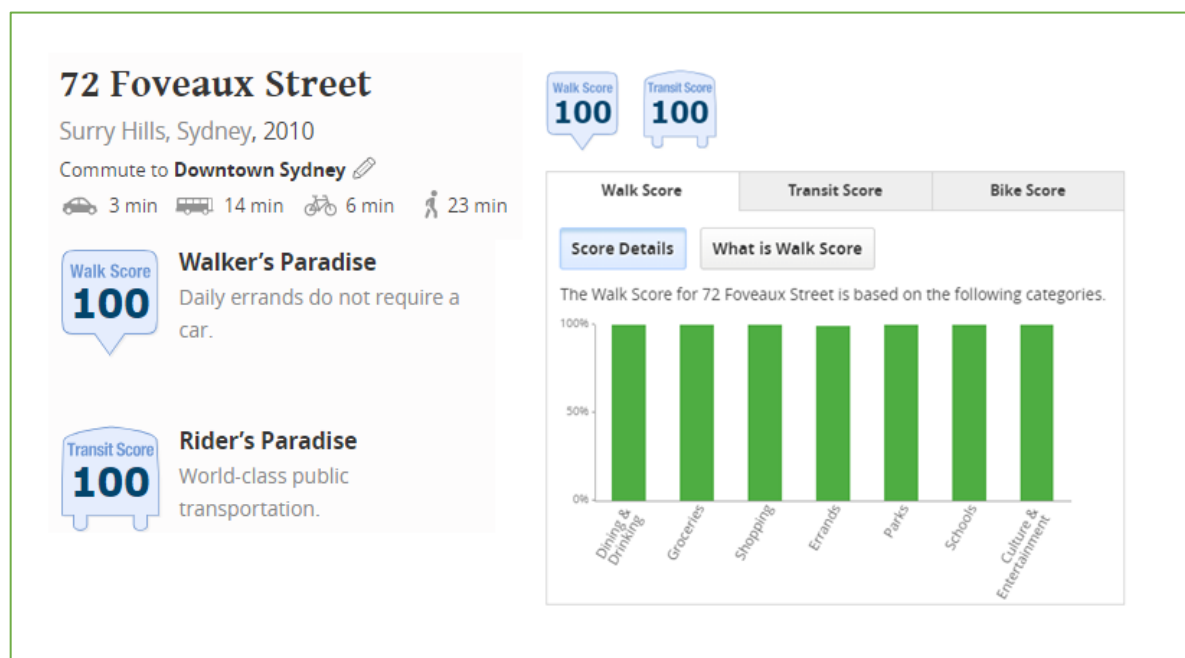 72 Foveaux Street
Surry Hills, Sydney, 2010
Commute to Downtown Sydney
3 min 14 min 6 min 23 min
Walk Score
100
Walker's Paradise
Daily errands do not require a
car.
Transit Score
100
Rider's Paradise
World-class public
transportation.
Walk Score
100
Transit Score
100
Walk Score Transit Score Bike Score
Score Details What is Walk Score
The Walk Score for 72 Foveaux Street is based on the following categories.
100%
50%
0%
Dining &
Drinking
Groceries
Shopping
Errands
Parks
Schools
Culture &
Entertainment